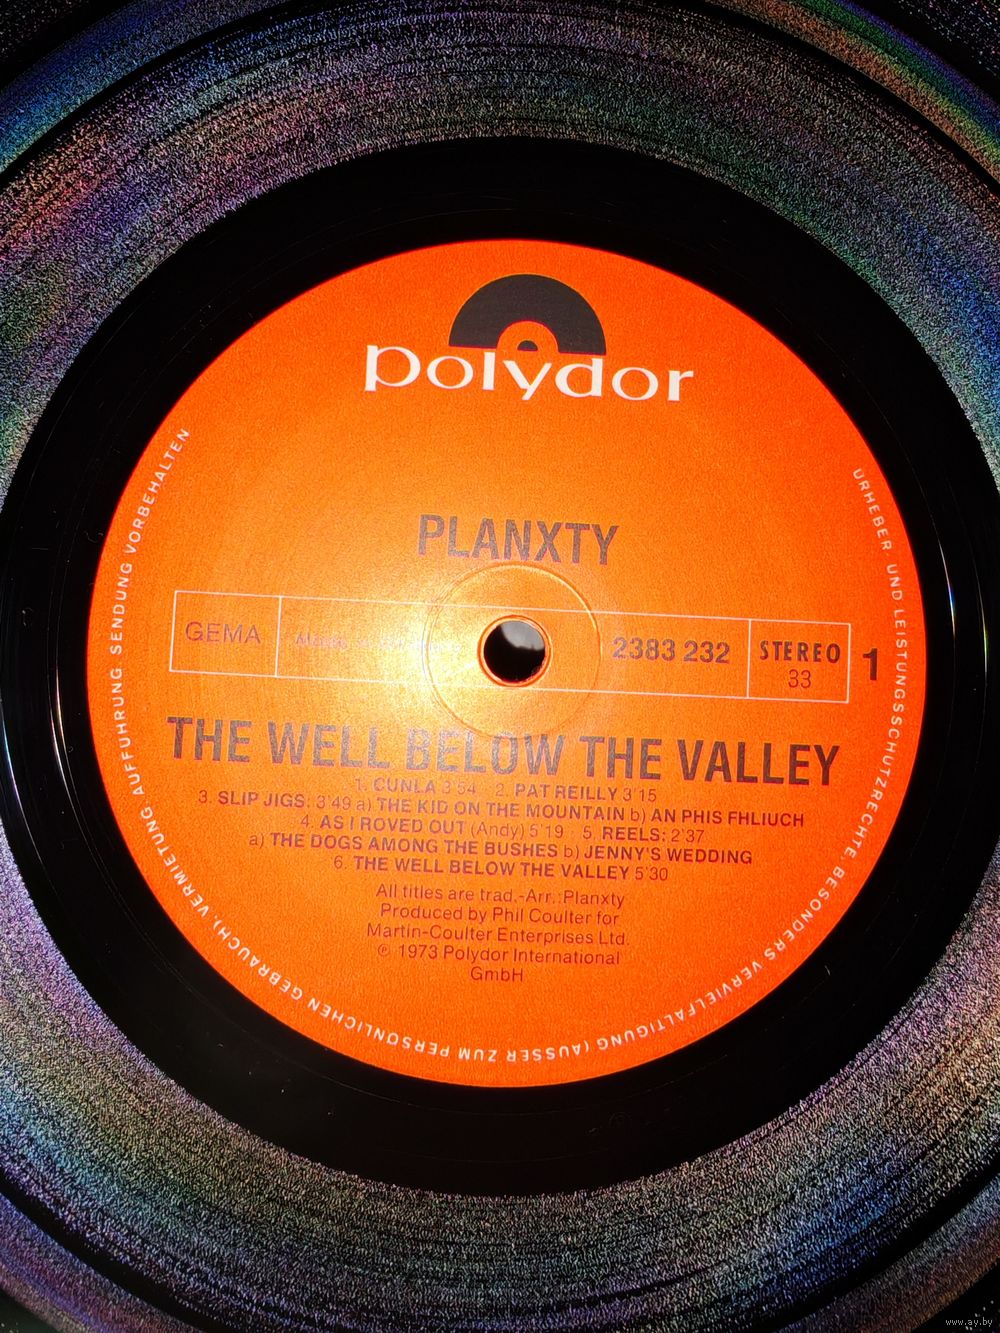 polydor
PLANXTY
GEMA
2383 232
STEREO
33
1
THE WELL BELOW THE VALLEY
1. CUNLA 3'54 2. PAT REILLY 3'15
3. SLIP JIGS: 3'49 a) THE KID ON THE MOUNTAIN b) AN PHIS FHLIUCH
4. AS I ROVED OUT (Andy) 5'19 · 5. REELS: 2'37
a) THE DOGS AMONG THE BUSHES b) JENNY'S WEDDING
6. THE WELL BELOW THE VALLEY 5'30
All titles are trad.-Arr.: Planxty
Produced by Phil Coulter for
Martin-Coulter Enterprises Ltd.
℗ 1973 Polydor International
GmbH
URHEBER UND LEISTUNGSSCHUTZRECHTE, BESONDERS VERVIELFÄLTIGUNG (AUSSER ZUM PERSÖNLICHEN GEBRAUCH), VERMIETUNG, AUFFÜHRUNG, SENDUNG VORBEHALTEN
www.ay.by